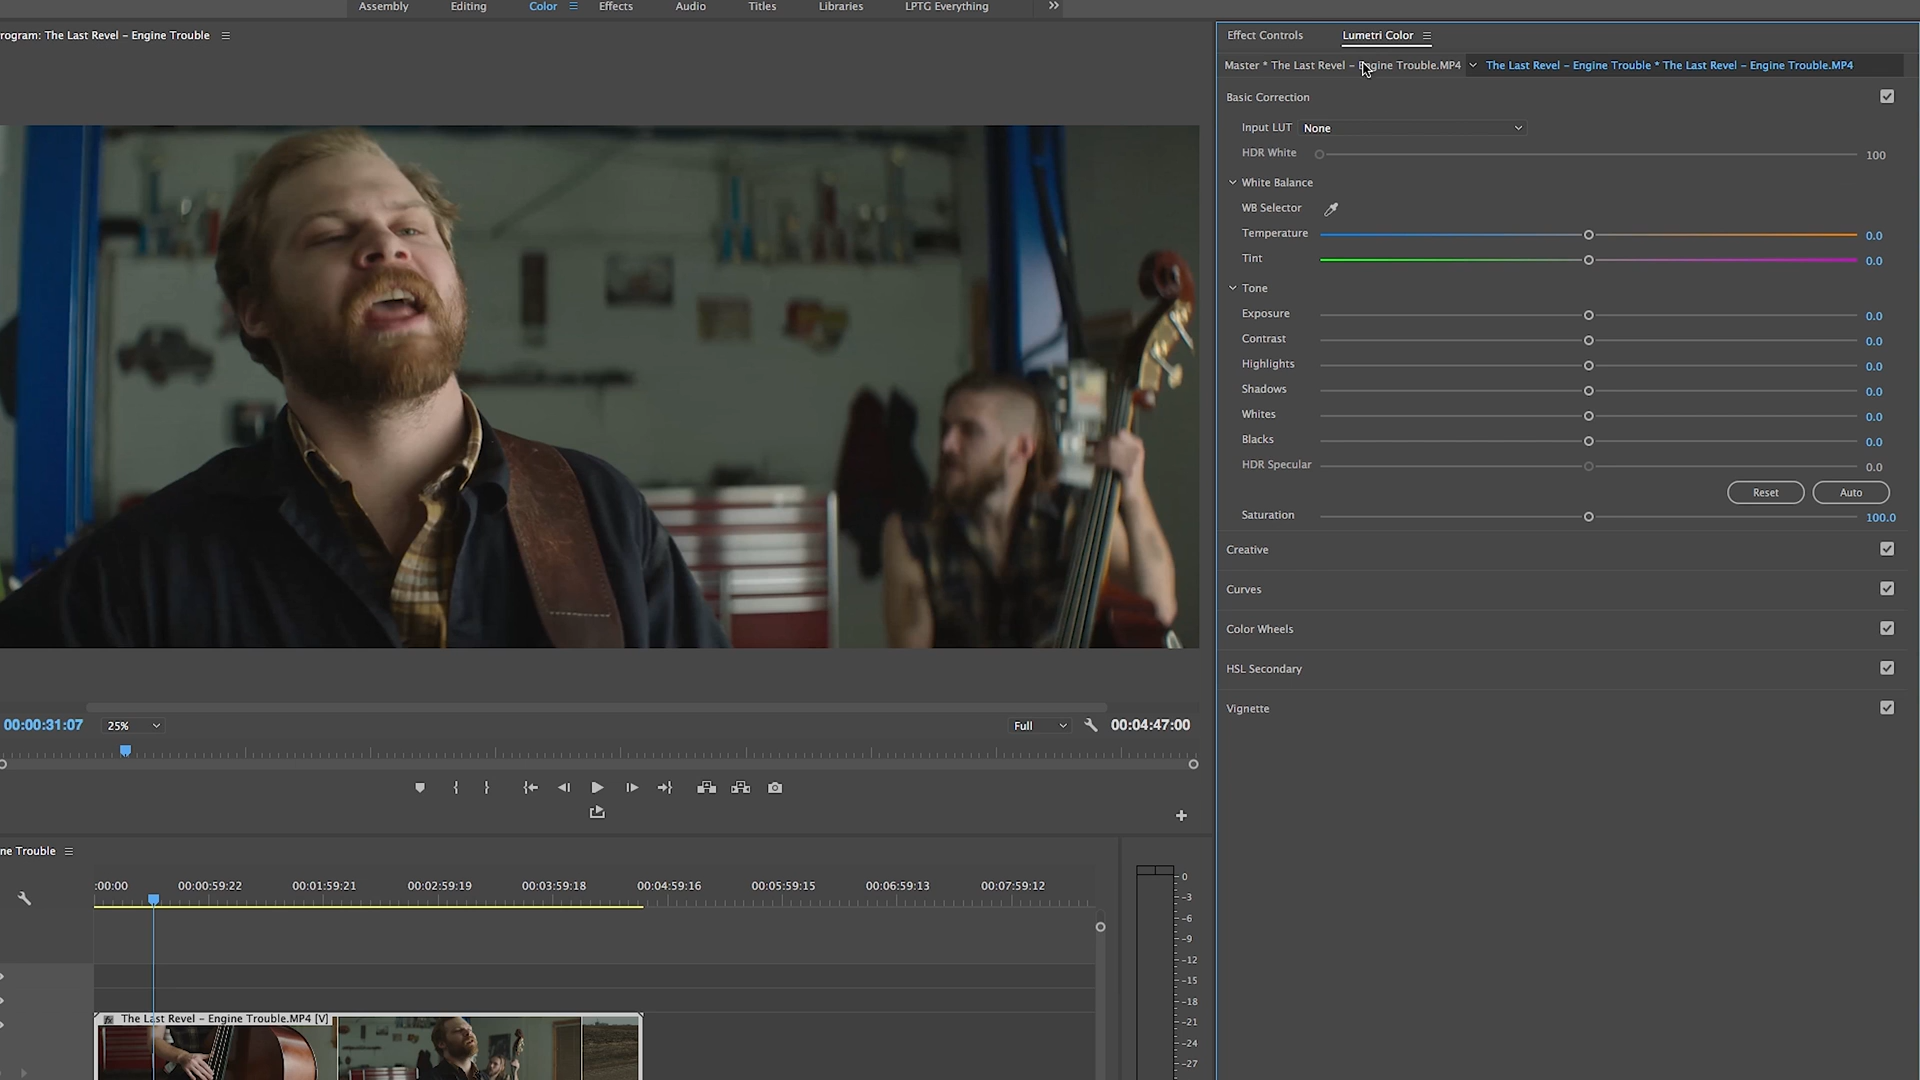 Assembly Editing Color Effects Audio Titles Libraries LPTG Everything
rogram: The Last Revel – Engine Trouble
Effect Controls Lumetri Color
Master * The Last Revel – Engine Trouble.MP4 The Last Revel – Engine Trouble * The Last Revel – Engine Trouble.MP4
Basic Correction
Input LUT None
HDR White 100
White Balance
WB Selector
Temperature 0.0
Tint 0.0
Tone
Exposure 0.0
Contrast 0.0
Highlights 0.0
Shadows 0.0
Whites 0.0
Blacks 0.0
HDR Specular 0.0
Reset Auto
Saturation 100.0
Creative
Curves
Color Wheels
HSL Secondary
Vignette
00:00:31:07 25% Full 00:04:47:00
ne Trouble
:00:00 00:00:59:22 00:01:59:21 00:02:59:19 00:03:59:18 00:04:59:16 00:05:59:15 00:06:59:13 00:07:59:12
fx The Last Revel – Engine Trouble.MP4 [V]
0
-3
-6
-9
-12
-15
-18
-21
-24
-27